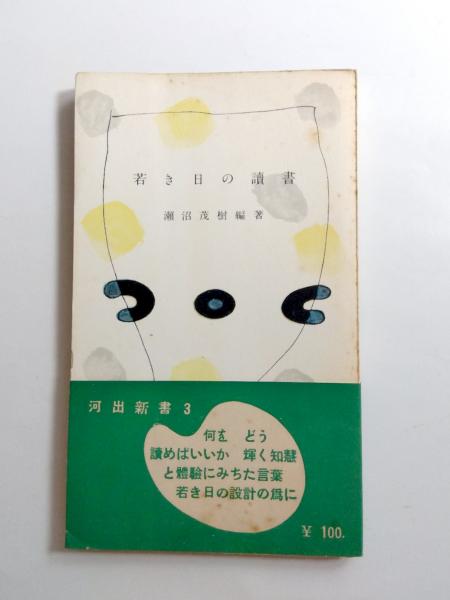 若き日の讀書
瀬沼茂樹編著
河出新書3
何を どう
讀めばいいか 輝く知慧
と體驗にみちた言葉
若き日の設計の爲に
¥ 100.